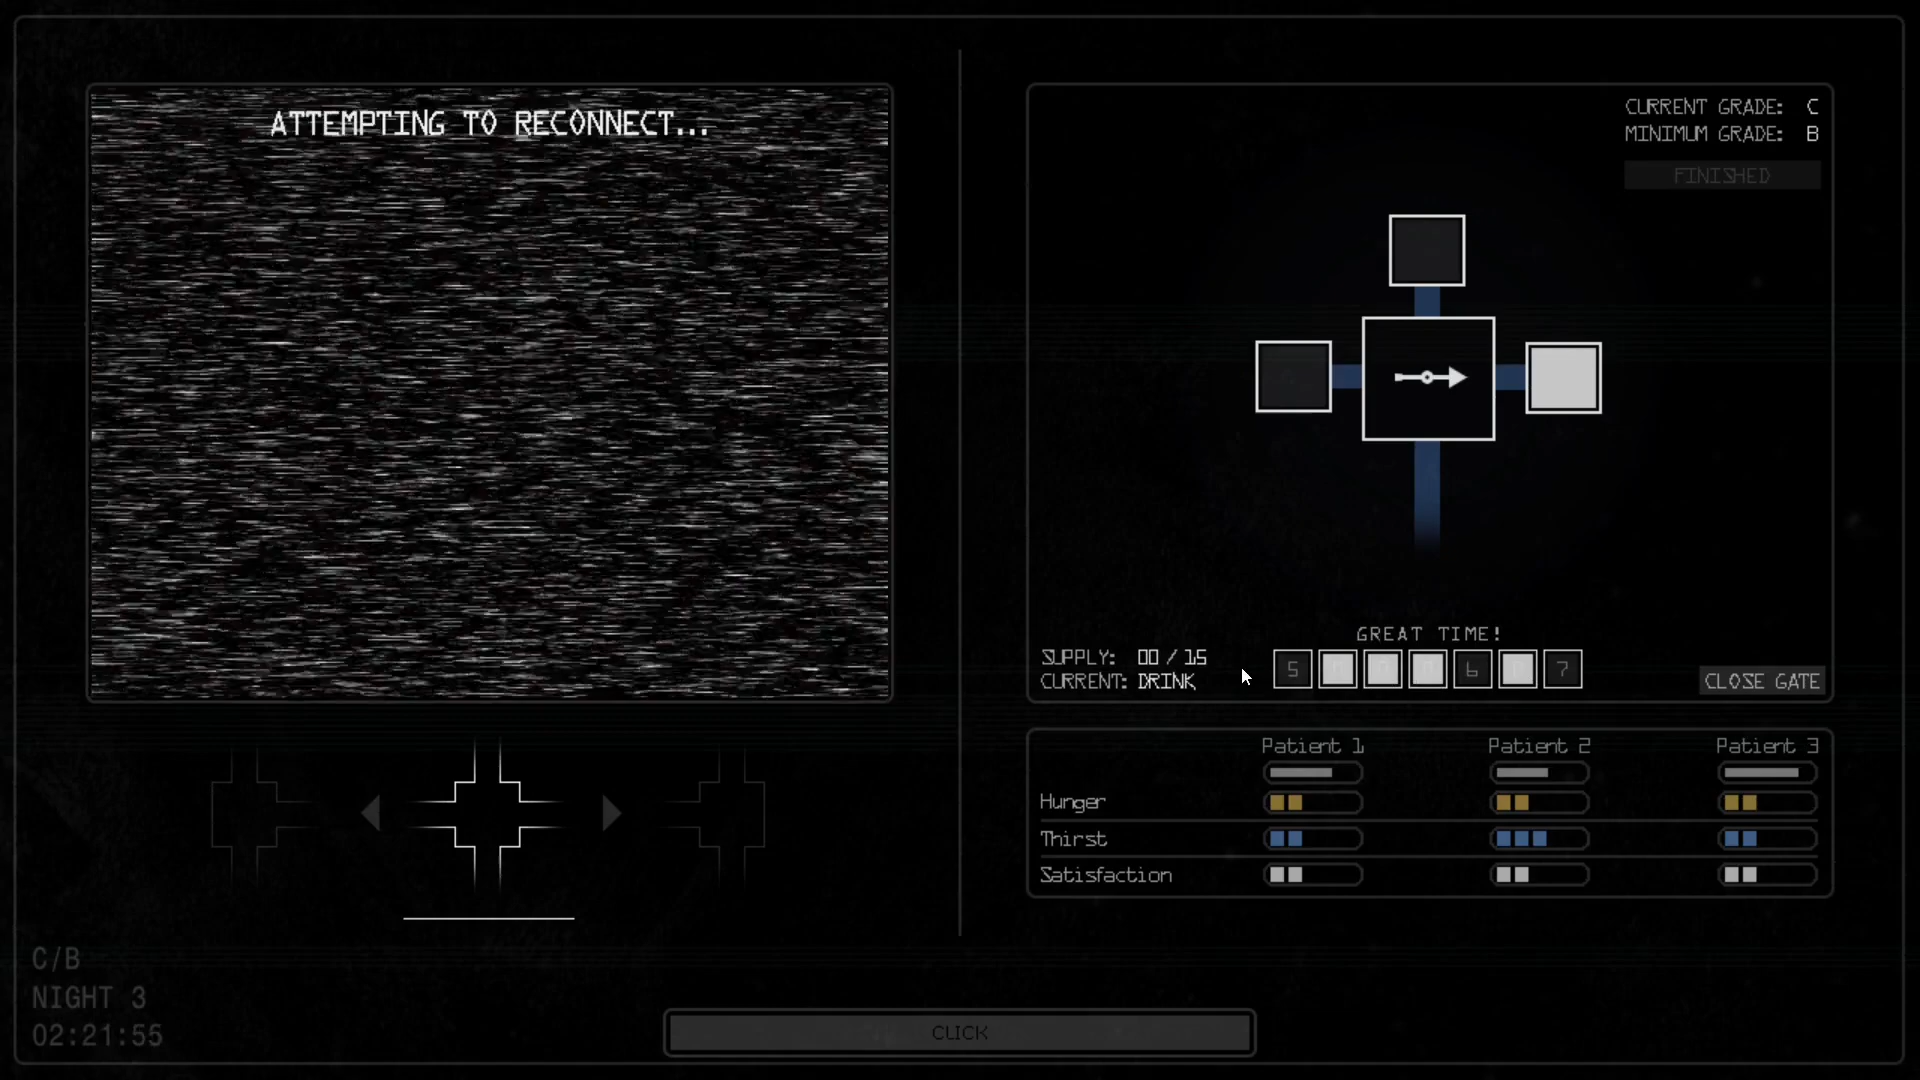 ATTEMPTING TO RECONNECT...
CURRENT GRADE: C
MINIMUM GRADE: B
FINISHED
GREAT TIME!
SUPPLY: 00 / 15
CURRENT: DRINK
5 6 7
CLOSE GATE
Patient 1 Patient 2 Patient 3
Hunger
Thirst
Satisfaction
C/B
NIGHT 3
02:21:55
CLICK